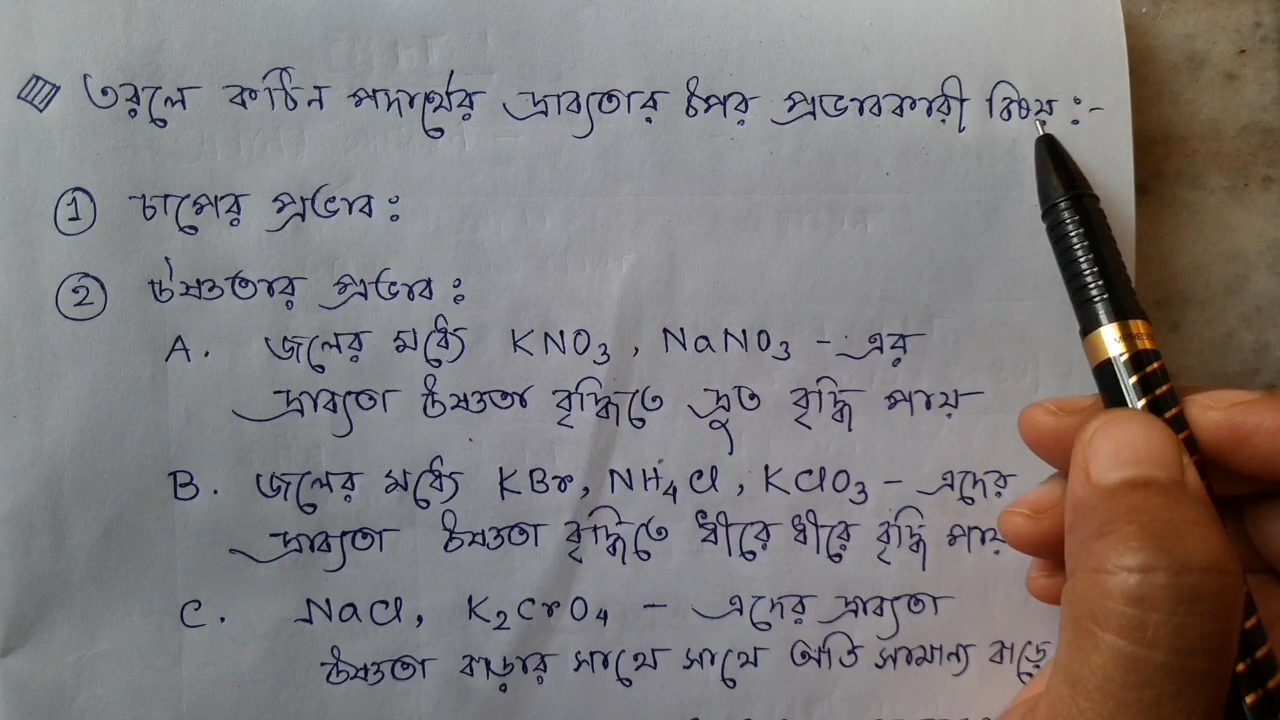 তরলে কঠিন পদার্থের দ্রাব্যতার উপর প্রভাবকারী বিষয় :-
① চাপের প্রভাব :
② উষ্ণতার প্রভাব :
A. জলের মধ্যে KNO₃, NaNO₃ - এর
দ্রাব্যতা উষ্ণতা বৃদ্ধিতে দ্রুত বৃদ্ধি পায়
B. জলের মধ্যে KBr, NH₄Cl, KClO₃ - এদের
দ্রাব্যতা উষ্ণতা বৃদ্ধিতে ধীরে ধীরে বৃদ্ধি পায়
C. NaCl, K₂CrO₄ - এদের দ্রাব্যতা
উষ্ণতা বাড়ার সাথে সাথে অতি সামান্য বাড়ে